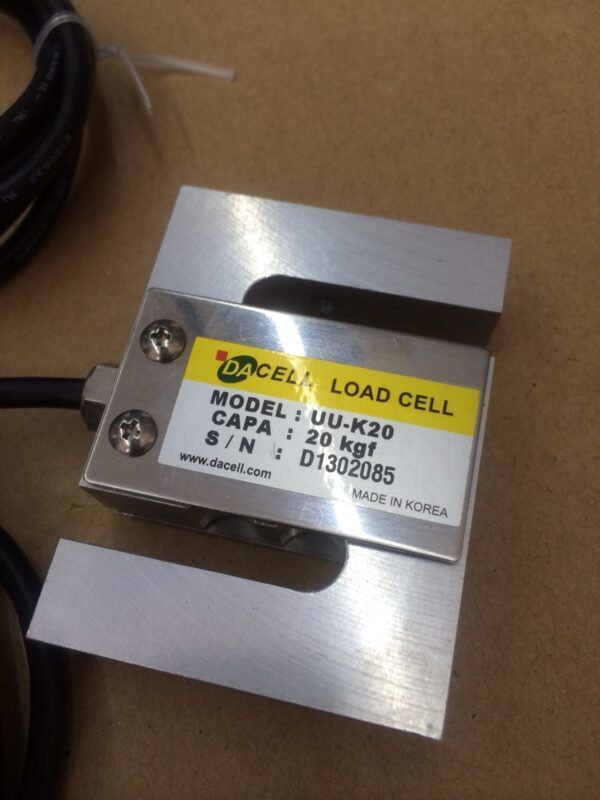 DACELL LOAD CELL
MODEL : UU-K20
CAPA : 20 kgf
S / N : D1302085
www.dacell.com
MADE IN KOREA